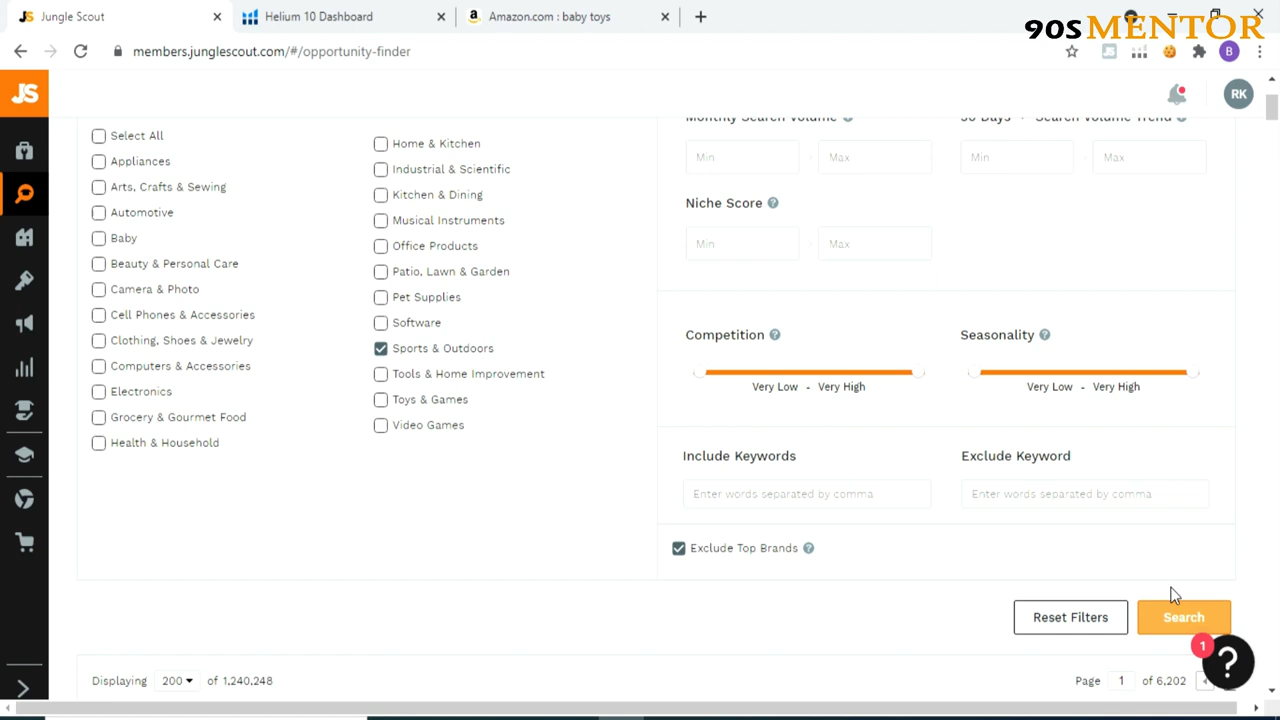 Jungle Scout
Helium 10 Dashboard
Amazon.com : baby toys
90s MENTOR
members.junglescout.com/#/opportunity-finder
B
JS
RK
Monthly Search Volume
30 Days + Search Volume Trend
Select All
Appliances
Arts, Crafts & Sewing
Automotive
Baby
Beauty & Personal Care
Camera & Photo
Cell Phones & Accessories
Clothing, Shoes & Jewelry
Computers & Accessories
Electronics
Grocery & Gourmet Food
Health & Household
Home & Kitchen
Industrial & Scientific
Kitchen & Dining
Musical Instruments
Office Products
Patio, Lawn & Garden
Pet Supplies
Software
Sports & Outdoors
Tools & Home Improvement
Toys & Games
Video Games
Min - Max
Min - Max
Niche Score
Min - Max
Competition
Seasonality
Very Low - Very High
Very Low - Very High
Include Keywords
Exclude Keyword
Enter words separated by comma
Enter words separated by comma
Exclude Top Brands
Reset Filters
Search
1
?
Displaying 200 of 1,240,248
Page 1 of 6,202